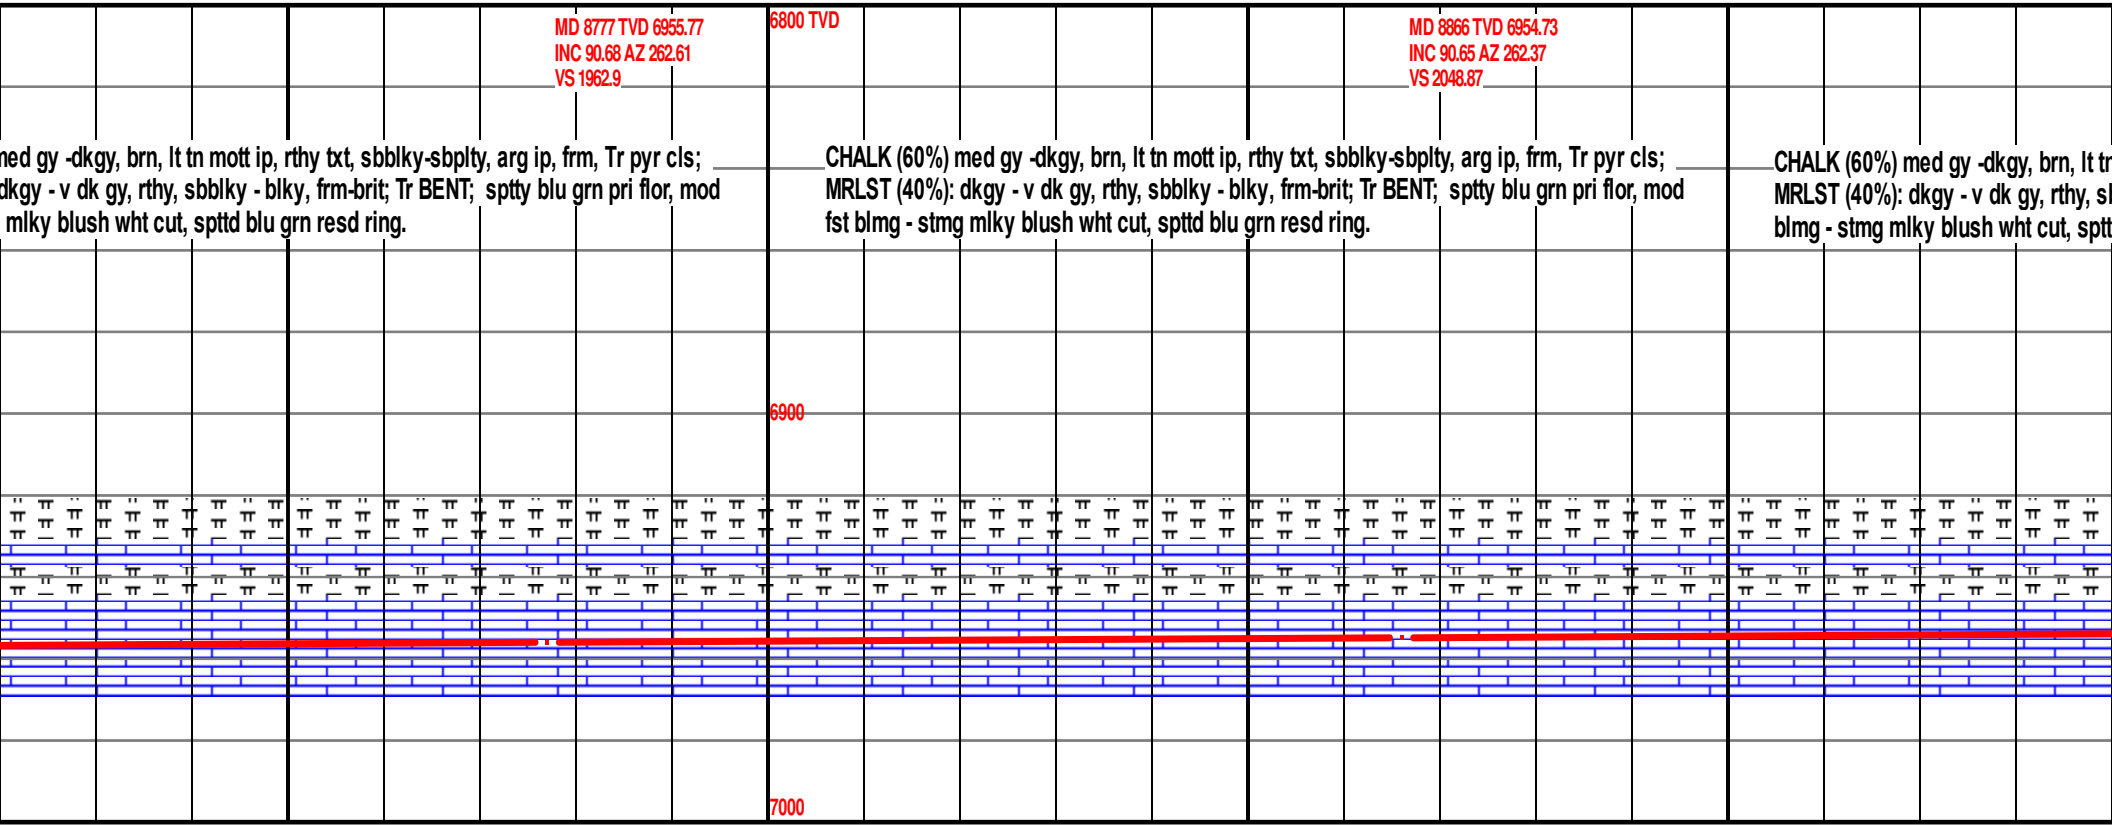 MD 8777 TVD 6955.77
INC 90.68 AZ 262.61
VS 1962.9
6800 TVD
MD 8866 TVD 6954.73
INC 90.65 AZ 262.37
VS 2048.87
med gy -dkgy, brn, lt tn mott ip, rthy txt, sbblky-sbplty, arg ip, frm, Tr pyr cls;
dkgy - v dk gy, rthy, sbblky - blky, frm-brit; Tr BENT; sptty blu grn pri flor, mod
mlky blush wht cut, spttd blu grn resd ring.
CHALK (60%) med gy -dkgy, brn, lt tn mott ip, rthy txt, sbblky-sbplty, arg ip, frm, Tr pyr cls;
MRLST (40%): dkgy - v dk gy, rthy, sbblky - blky, frm-brit; Tr BENT; sptty blu grn pri flor, mod
fst blmg - stmg mlky blush wht cut, spttd blu grn resd ring.
CHALK (60%) med gy -dkgy, brn, lt tn
MRLST (40%): dkgy - v dk gy, rthy,
blmg - stmg mlky blush wht cut,
6900
7000